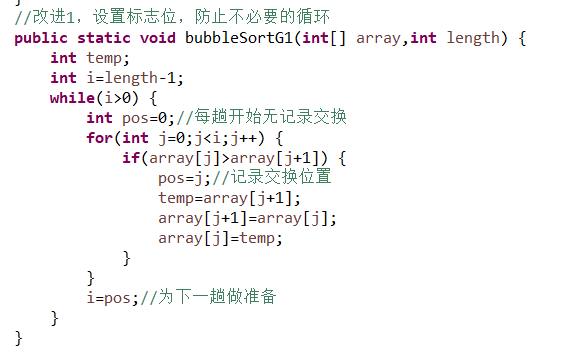 }
//改进1，设置标志位，防止不必要的循环
public static void bubbleSortG1(int[] array,int length) {
int temp;
int i=length-1;
while(i>0) {
int pos=0;//每趟开始无记录交换
for(int j=0;j<i;j++) {
if(array[j]>array[j+1]) {
pos=j;//记录交换位置
temp=array[j+1];
array[j+1]=array[j];
array[j]=temp;
}
}
i=pos;//为下一趟做准备
}
}